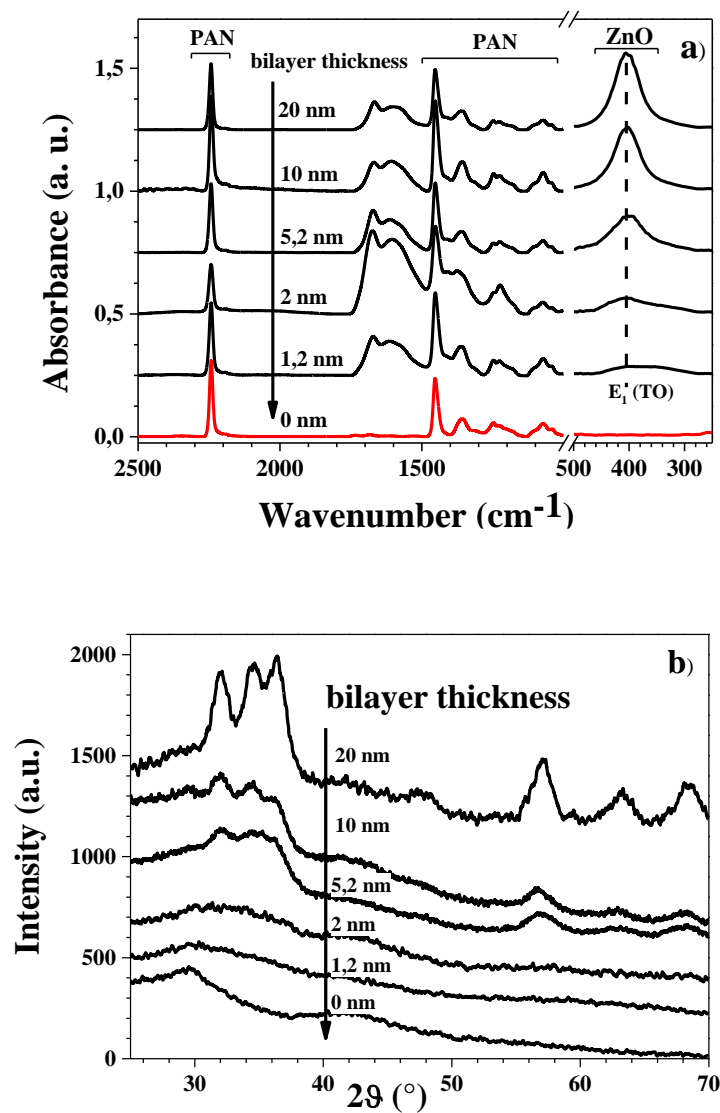 PAN PAN ZnO a)
bilayer thickness
1,5
20 nm
10 nm
1,0
5,2 nm
2 nm
0,5
1,2 nm
E1 (TO)
0 nm
0,0
Absorbance (a. u.)
2500 2000 1500 500 400 300
Wavenumber (cm-1)
b)
2000
bilayer thickness
20 nm
1500
10 nm
1000
5,2 nm
2 nm
500
1,2 nm
0 nm
0
Intensity (a.u.)
30 40 50 60 70
2ϑ (°)